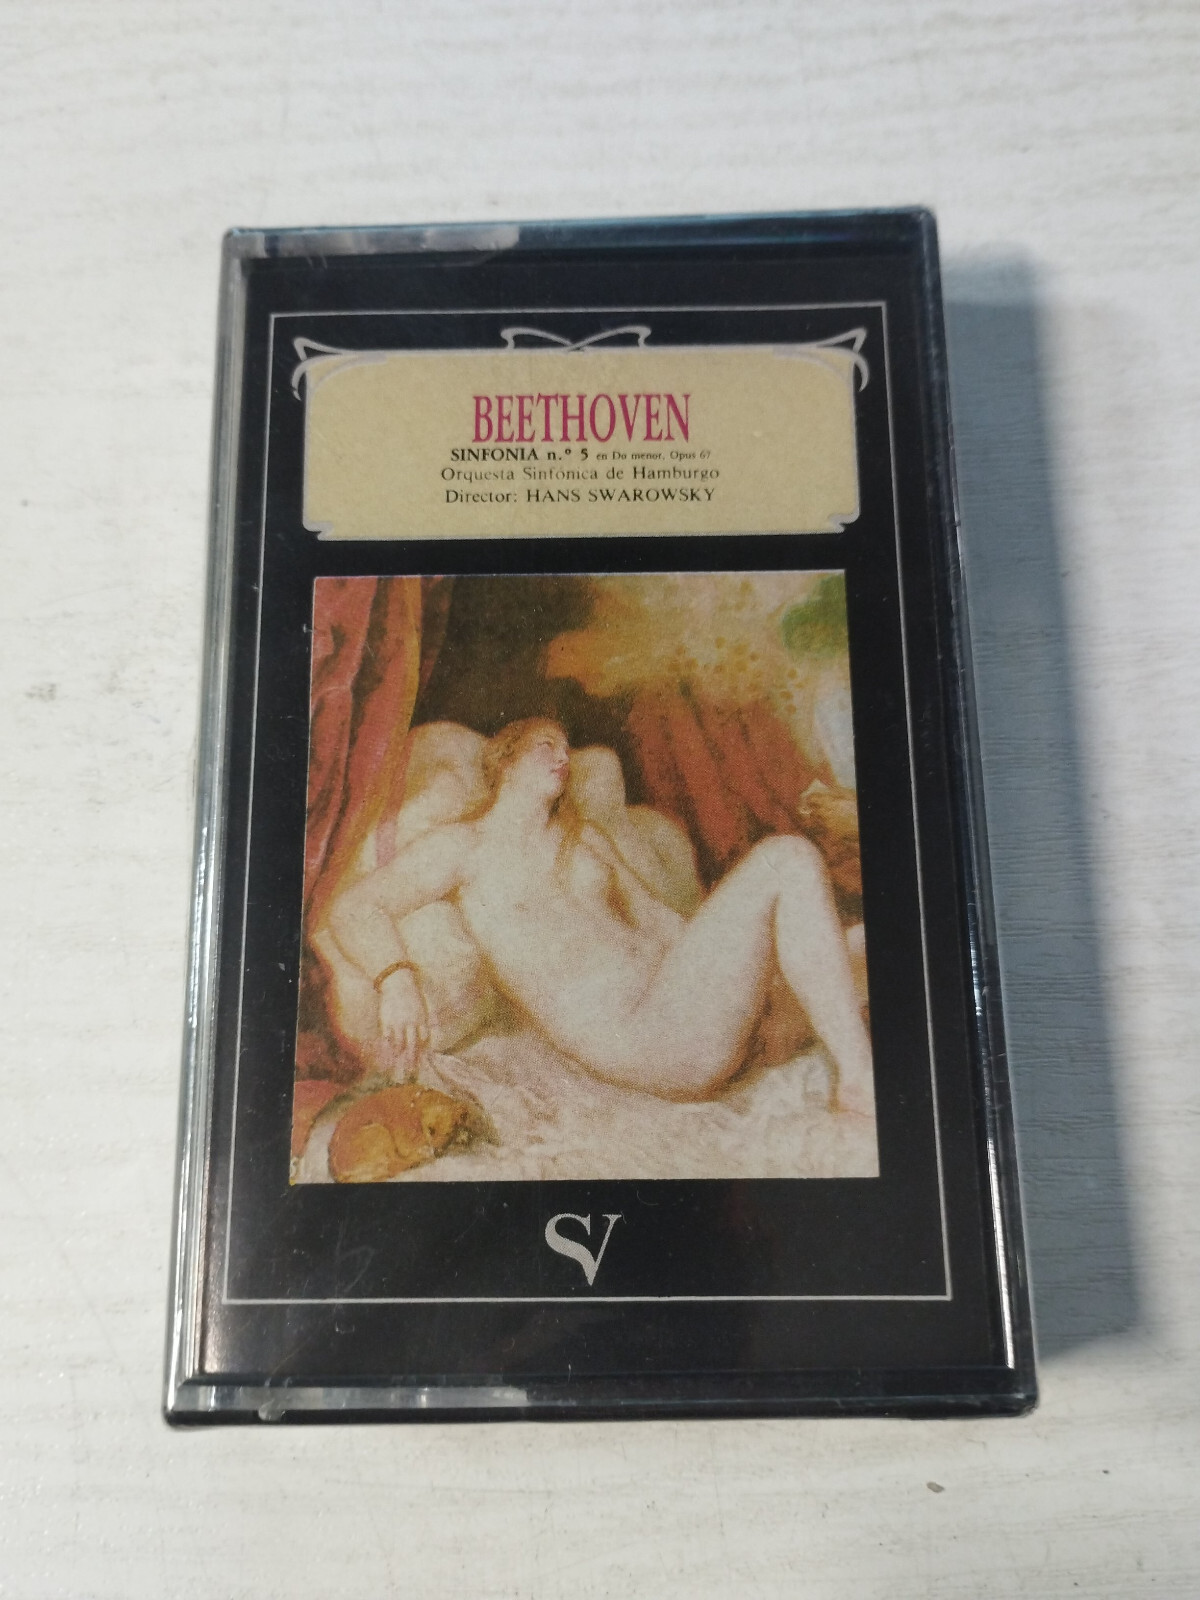 BEETHOVEN
SINFONIA n.º 5 en Do menor, Opus 67
Orquesta Sinfónica de Hamburgo
Director: HANS SWAROWSKY
SV